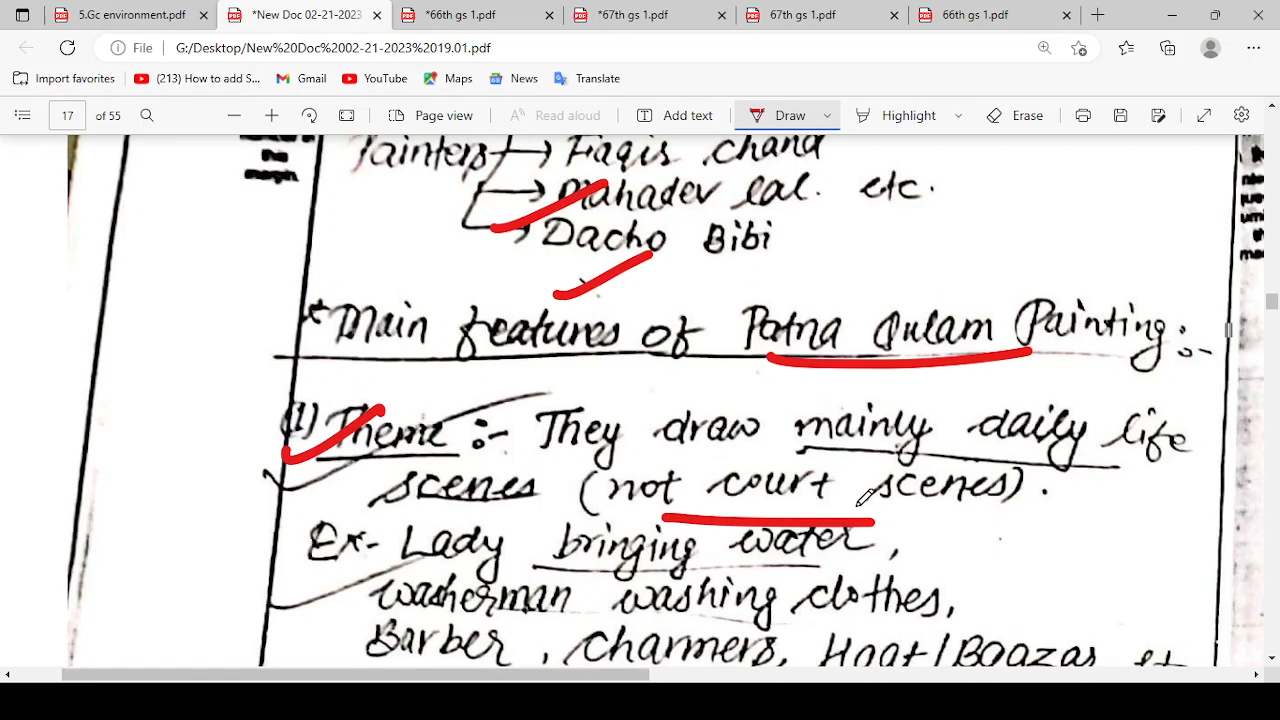 5.Gc environment.pdf
*New Doc 02-21-2023
*66th gs 1.pdf
*67th gs 1.pdf
67th gs 1.pdf
66th gs 1.pdf
File G:/Desktop/New%20Doc%2002-21-2023%2019.01.pdf
Import favorites (213) How to add S... Gmail YouTube Maps News Translate
17 of 55 Page view Read aloud Add text Draw Highlight Erase
this
margin.
Painters → Faqir chand
→ Mahadev lal. etc.
→ Dacho Bibi
* Main features of Patna Qulam Painting:-
(1) Theme :- They draw mainly daily life
scenes (not court scenes).
Ex- Lady bringing water,
washerman washing clothes,
Barber, charmers, Haat/Baazar